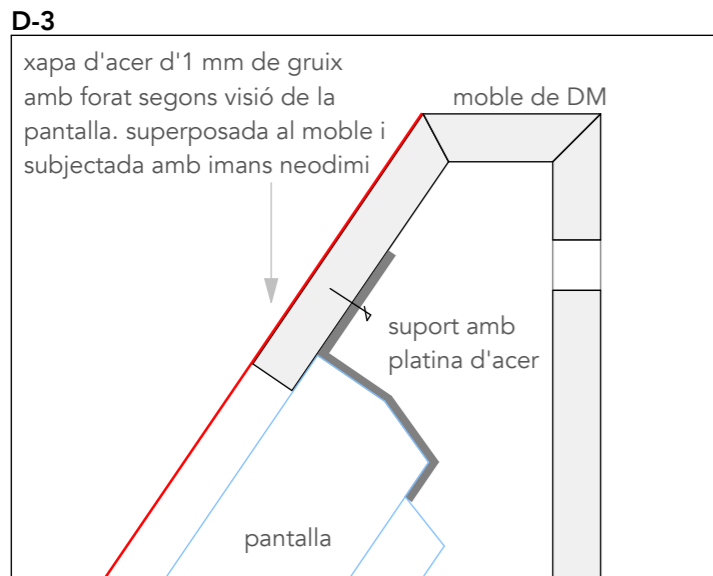 D-3
xapa d'acer d'1 mm de gruix
amb forat segons visió de la
pantalla. superposada al moble i
subjectada amb imans neodimi
moble de DM
suport amb
platina d'acer
pantalla